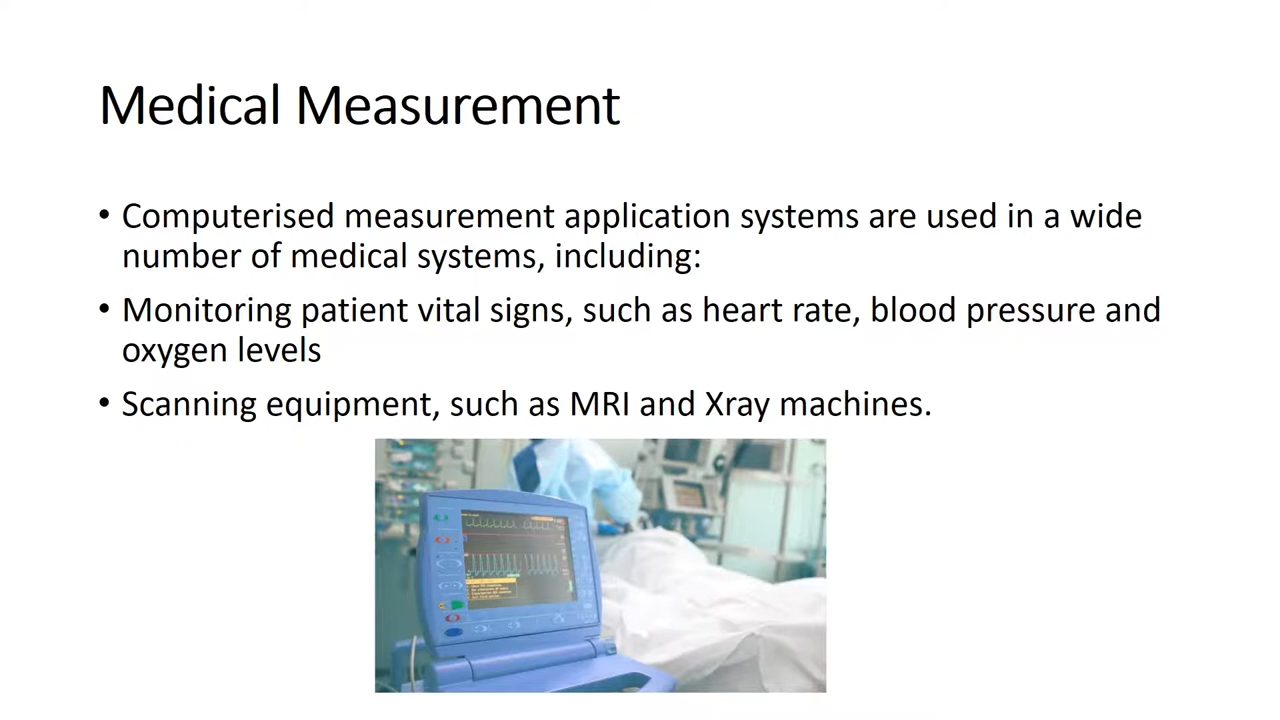 Medical Measurement
• Computerised measurement application systems are used in a wide
number of medical systems, including:
• Monitoring patient vital signs, such as heart rate, blood pressure and
oxygen levels
• Scanning equipment, such as MRI and Xray machines.